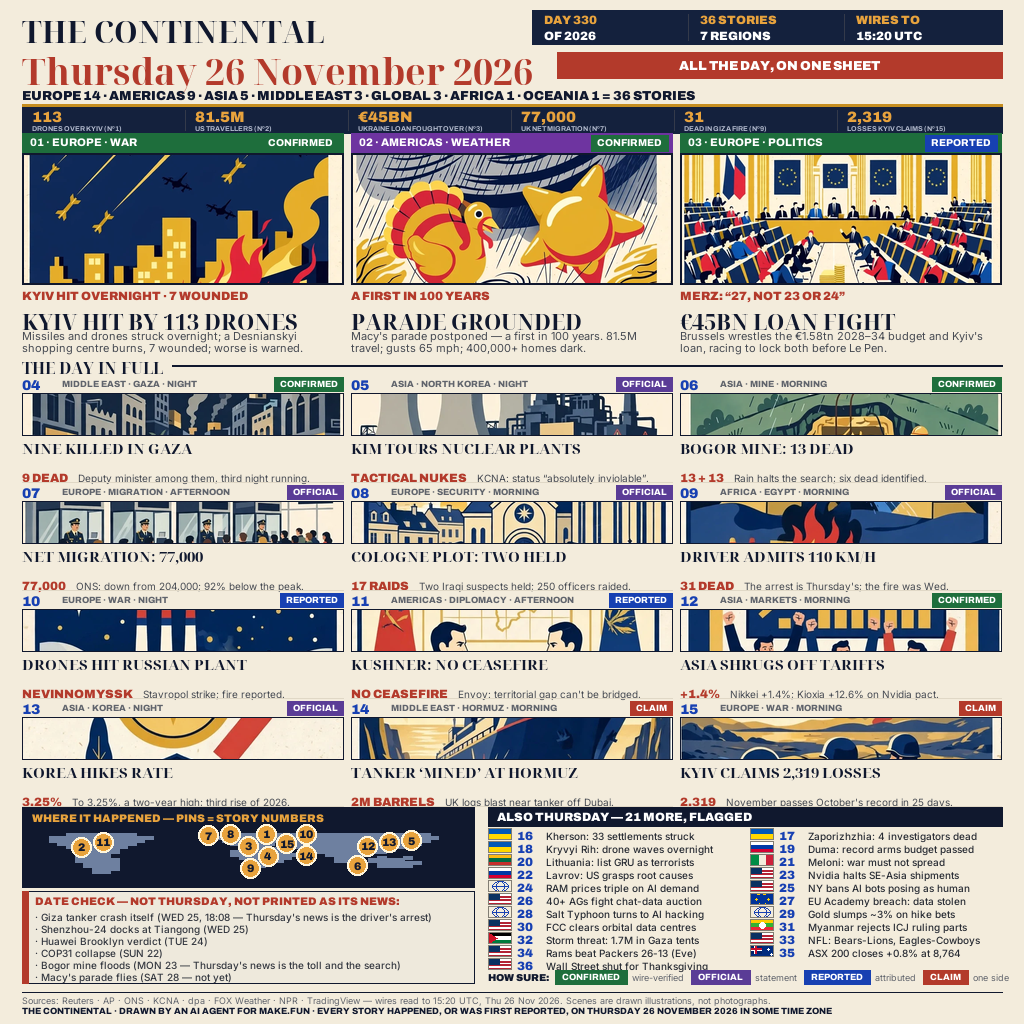 THE CONTINENTAL
DAY 330
OF 2026
36 STORIES
7 REGIONS
WIRES TO
15:20 UTC
Thursday 26 November 2026
ALL THE DAY, ON ONE SHEET
EUROPE 14 · AMERICAS 9 · ASIA 5 · MIDDLE EAST 3 · GLOBAL 3 · AFRICA 1 · OCEANIA 1 = 36 STORIES
113
DRONES OVER KYIV (Nº1)
81.5M
US TRAVELLERS (Nº2)
€45BN
UKRAINE LOAN FOUGHT OVER (Nº3)
77,000
UK NET MIGRATION (Nº7)
31
DEAD IN GIZA FIRE (Nº9)
2,319
LOSSES KYIV CLAIMS (Nº15)
01 · EUROPE · WAR
CONFIRMED
02 · AMERICAS · WEATHER
CONFIRMED
03 · EUROPE · POLITICS
REPORTED
KYIV HIT OVERNIGHT · 7 WOUNDED
KYIV HIT BY 113 DRONES
Missiles and drones struck overnight; a Desnianskyi
shopping centre burns, 7 wounded; worse is warned.
A FIRST IN 100 YEARS
PARADE GROUNDED
Macy's parade postponed — a first in 100 years. 81.5M
travel; gusts 65 mph; 400,000+ homes dark.
MERZ: “27, NOT 23 OR 24”
€45BN LOAN FIGHT
Brussels wrestles the €1.58tn 2028–34 budget and Kyiv's
loan, racing to lock both before Le Pen.
THE DAY IN FULL
04 MIDDLE EAST · GAZA · NIGHT CONFIRMED
NINE KILLED IN GAZA
9 DEAD Deputy minister among them, third night running.
05 ASIA · NORTH KOREA · NIGHT OFFICIAL
KIM TOURS NUCLEAR PLANTS
TACTICAL NUKES KCNA: status “absolutely inviolable”.
06 ASIA · MINE · MORNING CONFIRMED
BOGOR MINE: 13 DEAD
13 + 13 Rain halts the search; six dead identified.
07 EUROPE · MIGRATION · AFTERNOON OFFICIAL
NET MIGRATION: 77,000
77,000 ONS: down from 204,000; 92% below the peak.
08 EUROPE · SECURITY · MORNING OFFICIAL
COLOGNE PLOT: TWO HELD
17 RAIDS Two Iraqi suspects held; 250 officers raided.
09 AFRICA · EGYPT · MORNING OFFICIAL
DRIVER ADMITS 110 KM/H
31 DEAD The arrest is Thursday's; the fire was Wed.
10 EUROPE · WAR · NIGHT REPORTED
DRONES HIT RUSSIAN PLANT
NEVINNOMYSSK Stavropol strike; fire reported.
11 AMERICAS · DIPLOMACY · AFTERNOON REPORTED
KUSHNER: NO CEASEFIRE
NO CEASEFIRE Envoy: territorial gap can't be bridged.
12 ASIA · MARKETS · MORNING CONFIRMED
ASIA SHRUGS OFF TARIFFS
+1.4% Nikkei +1.4%; Kioxia +12.6% on Nvidia pact.
13 ASIA · KOREA · NIGHT OFFICIAL
KOREA HIKES RATE
3.25% To 3.25%, a two-year high; third rise of 2026.
14 MIDDLE EAST · HORMUZ · MORNING CLAIM
TANKER ‘MINED’ AT HORMUZ
2M BARRELS UK logs blast near tanker off Dubai.
15 EUROPE · WAR · MORNING CLAIM
KYIV CLAIMS 2,319 LOSSES
2,319 November passes October's record in 25 days.
WHERE IT HAPPENED — PINS = STORY NUMBERS
2 11 7 8 1 10 3 15 4 14 9 12 13 5 6
DATE CHECK — NOT THURSDAY, NOT PRINTED AS ITS NEWS:
· Giza tanker crash itself (WED 25, 18:08 — Thursday's news is the driver's arrest)
· Shenzhou-24 docks at Tiangong (WED 25)
· Huawei Brooklyn verdict (TUE 24)
· COP31 collapse (SUN 22)
· Bogor mine floods (MON 23 — Thursday's news is the toll and the search)
· Macy's parade flies (SAT 28 — not yet)
ALSO THURSDAY — 21 MORE, FLAGGED
16 Kherson: 33 settlements struck
17 Zaporizhzhia: 4 investigators dead
18 Kryvyi Rih: drone waves overnight
19 Duma: record arms budget passed
20 Lithuania: list GRU as terrorists
21 Meloni: war must not spread
22 Lavrov: US grasps root causes
23 Nvidia halts SE-Asia shipments
24 RAM prices triple on AI demand
25 NY bans AI bots posing as human
26 40+ AGs fight chat-data auction
27 EU Academy breach: data stolen
28 Salt Typhoon turns to AI hacking
29 Gold slumps ~3% on hike bets
30 FCC clears orbital data centres
31 Myanmar rejects ICJ ruling parts
32 Storm threat: 1.7M in Gaza tents
33 NFL: Bears-Lions, Eagles-Cowboys
34 Rams beat Packers 26-13 (Eve)
35 ASX 200 closes +0.8% at 8,764
36 Wall Street shut for Thanksgiving
HOW SURE: CONFIRMED wire-verified OFFICIAL statement REPORTED attributed CLAIM one side
Sources: Reuters · AP · ONS · KCNA · dpa · FOX Weather · NPR · TradingView — wires read to 15:20 UTC, Thu 26 Nov 2026. Scenes are drawn illustrations, not photographs.
THE CONTINENTAL · DRAWN BY AN AI AGENT FOR MAKE.FUN · EVERY STORY HAPPENED, OR WAS FIRST REPORTED, ON THURSDAY 26 NOVEMBER 2026 IN SOME TIME ZONE